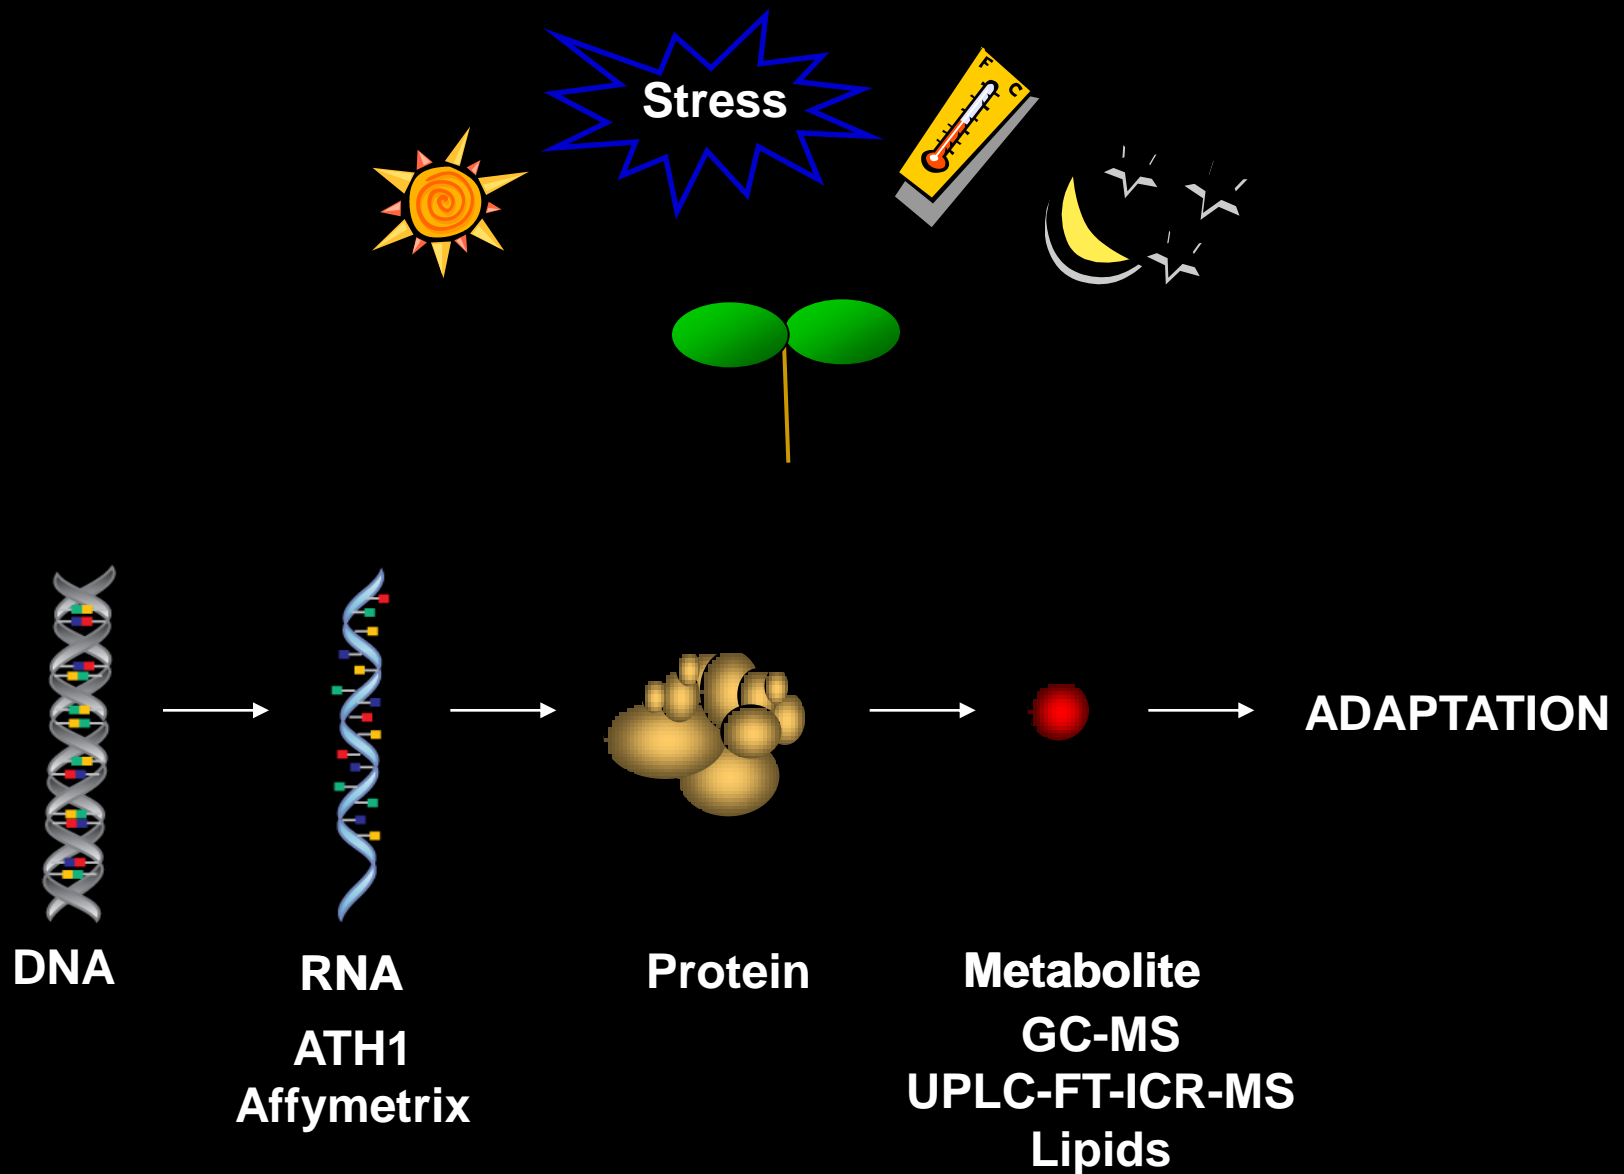 Stress
F
C
ADAPTATION
DNA
RNA
Protein
Metabolite
ATH1
Affymetrix
GC-MS
UPLC-FT-ICR-MS
Lipids